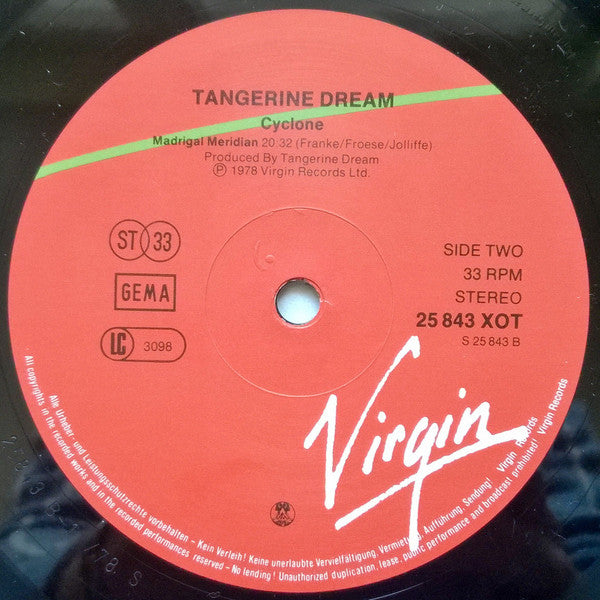 TANGERINE DREAM
Cyclone
Madrigal Meridian 20:32 (Franke/Froese/Jolliffe)
Produced By Tangerine Dream
℗ 1978 Virgin Records Ltd.
ST 33
GEMA
LC 3098
SIDE TWO
33 RPM
STEREO
25 843 XOT
S 25 843 B
Virgin
Alle Urheber- und Leistungsschutzrechte vorbehalten – Kein Verleih! Keine unerlaubte Vervielfältigung, Vermietung, Aufführung, Sendung! Virgin Records
All copyrights in the recorded works and in the recorded performances reserved – No lending! Unauthorized duplication, lease, public performance and broadcast prohibited! Virgin Records